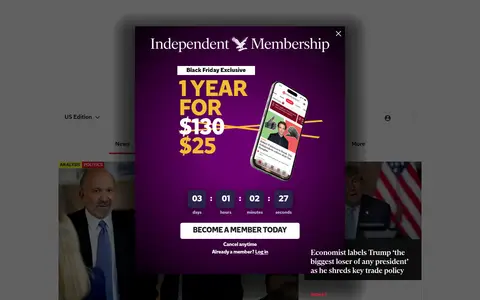 Independent Membership
Black Friday Exclusive
1 YEAR
FOR
$130
$25
US Edition
News
More
ANALYSIS POLITICS
03 01 02 27
days hours minutes seconds
BECOME A MEMBER TODAY
Cancel anytime
Already a member? Log in
Economist labels Trump ‘the
biggest loser of any president’
as he shreds key trade policy